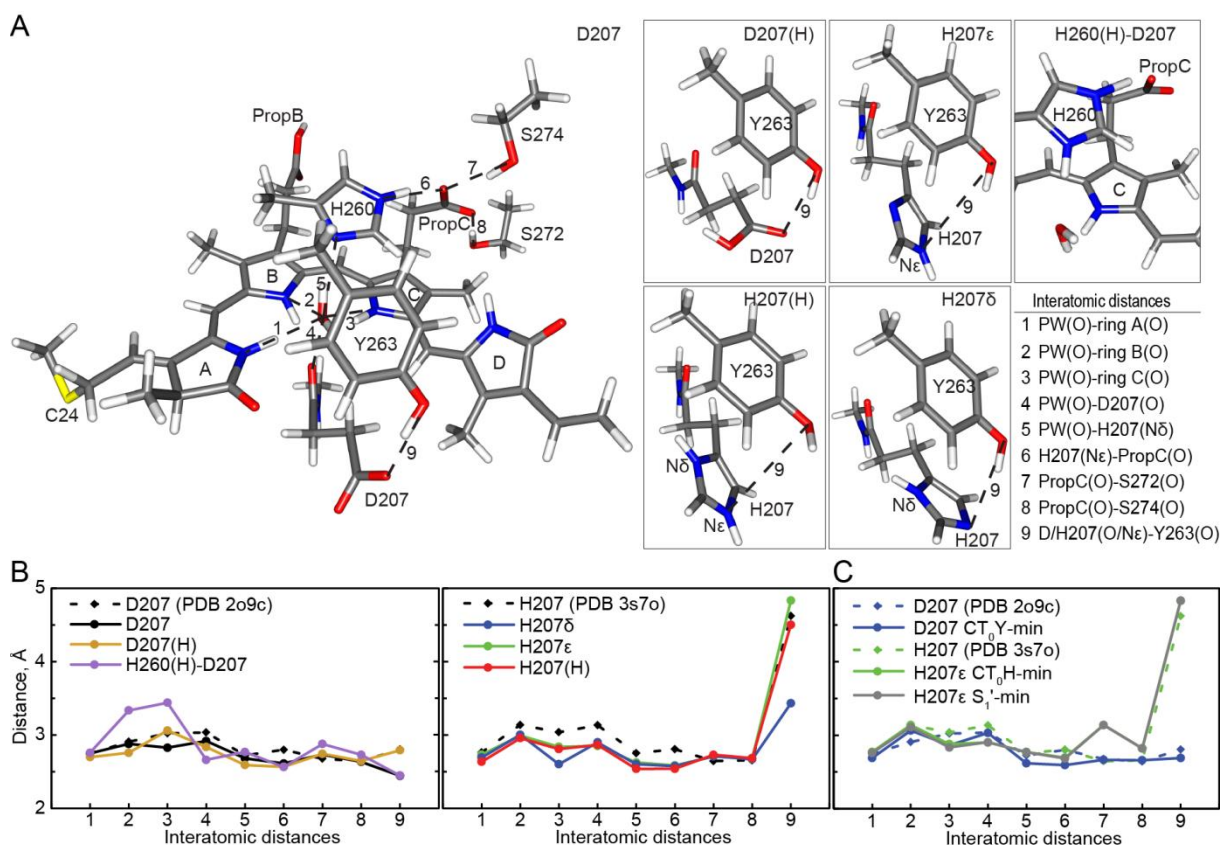 A
D207
PropB
S274
7
6
H260
PropC
8
S272
B
5
2
C
1
3
4
Y263
A
D
C24
9
D207
D207(H)
Y263
9
D207
H207ε
Y263
9
H207
Nε
H260(H)-D207
PropC
H260
C
H207(H)
Y263
Nδ
9
H207
Nε
H207δ
Y263
Nδ
9
H207
Interatomic distances
1 PW(O)-ring A(O)
2 PW(O)-ring B(O)
3 PW(O)-ring C(O)
4 PW(O)-D207(O)
5 PW(O)-H207(Nδ)
6 H207(Nε)-PropC(O)
7 PropC(O)-S272(O)
8 PropC(O)-S274(O)
9 D/H207(O/Nε)-Y263(O)
B
Distance, Å
5
4
3
2
D207 (PDB 2o9c)
D207
D207(H)
H260(H)-D207
1 2 3 4 5 6 7 8 9
Interatomic distances
H207 (PDB 3s7o)
H207δ
H207ε
H207(H)
1 2 3 4 5 6 7 8 9
Interatomic distances
C
D207 (PDB 2o9c)
D207 CT₀Y-min
H207 (PDB 3s7o)
H207ε CT₀H-min
H207ε S₁'-min
1 2 3 4 5 6 7 8 9
Interatomic distances